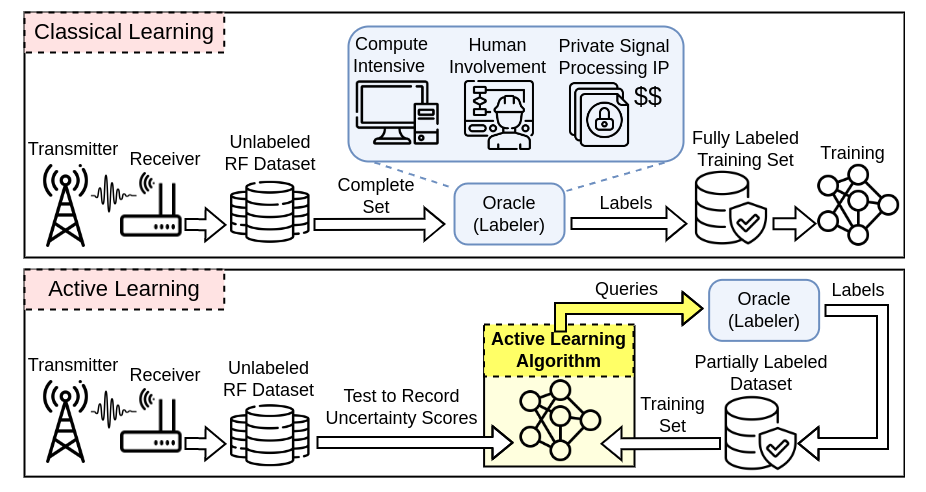 Classical Learning
Compute
Intensive
Human
Involvement
Private Signal
Processing IP
$$
Transmitter
Receiver
Unlabeled
RF Dataset
Complete
Set
Oracle
(Labeler)
Labels
Fully Labeled
Training Set
Training
Active Learning
Transmitter
Receiver
Unlabeled
RF Dataset
Test to Record
Uncertainty Scores
Active Learning
Algorithm
Queries
Oracle
(Labeler)
Labels
Partially Labeled
Dataset
Training
Set